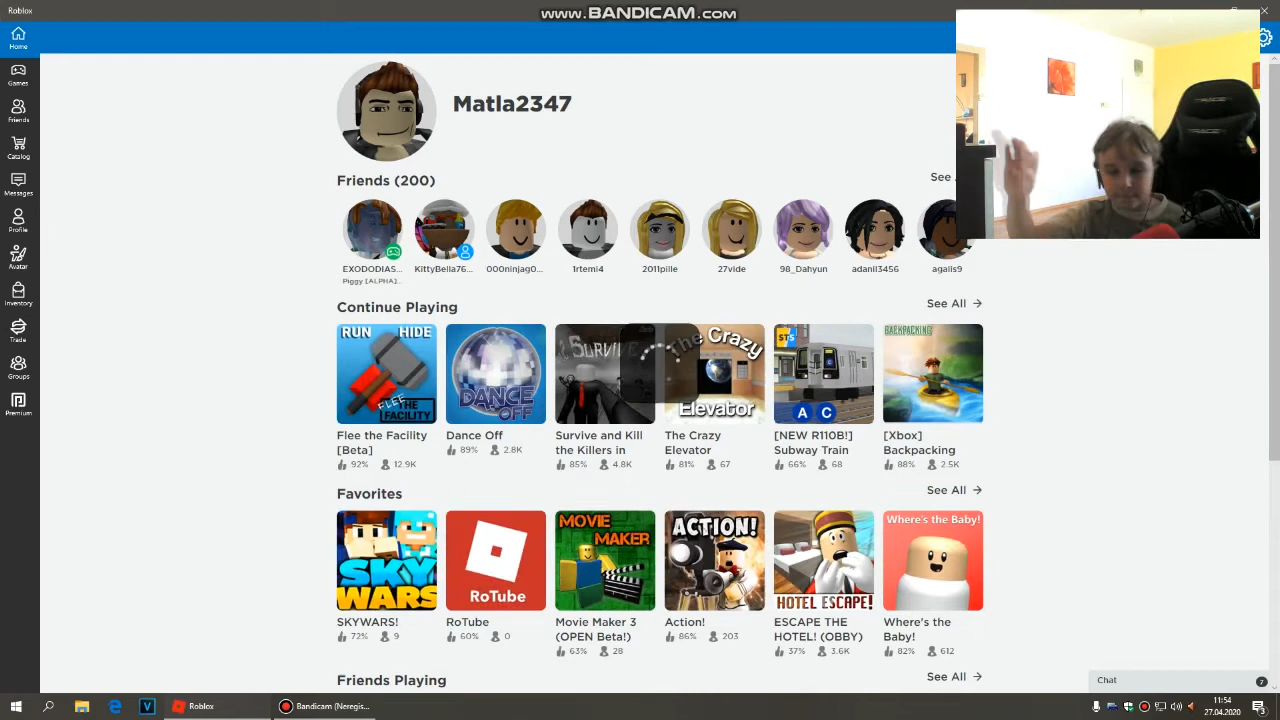 Roblox
www.BANDICAM.com
Home
Games
Friends
Catalog
Messages
Profile
Avatar
Inventory
Trade
Groups
Premium
Matla2347
Friends (200)
See
EXODODIAS...
Piggy [ALPHA]...
KittyBella76...
000ninjag0...
1rtemi4
2011pille
27vide
98_Dahyun
adanil3456
agalis9
Continue Playing
See All
RUN HIDE
FLEE THE FACILITY
DANCE OFF
SURVIVE
The Crazy Elevator
STS
A C
BACKPACKING
Flee the Facility [Beta]
92% 12.9K
Dance Off
89% 2.8K
Survive and Kill the Killers in
85% 4.8K
The Crazy Elevator
81% 67
[NEW R110B!] Subway Train
66% 68
[Xbox] Backpacking
88% 2.5K
Favorites
See All
SKY WARS
RoTube
MOVIE MAKER
ACTION!
HOTEL ESCAPE!
Where's the Baby!
SKYWARS!
72% 9
RoTube
60% 0
Movie Maker 3 (OPEN Beta!)
63% 28
Action!
86% 203
ESCAPE THE HOTEL! (OBBY)
37% 3.6K
Where's the Baby!
82% 612
Friends Playing
See All
Chat
7
Roblox
Bandicam (Neregis...
11:54
27.04.2020
3